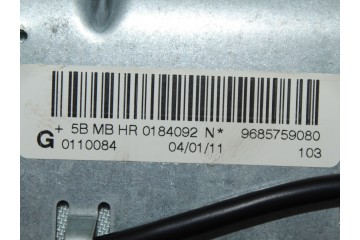 + 5B MB HR 0184092 N* 9685759080
G 0110084 04/01/11 103